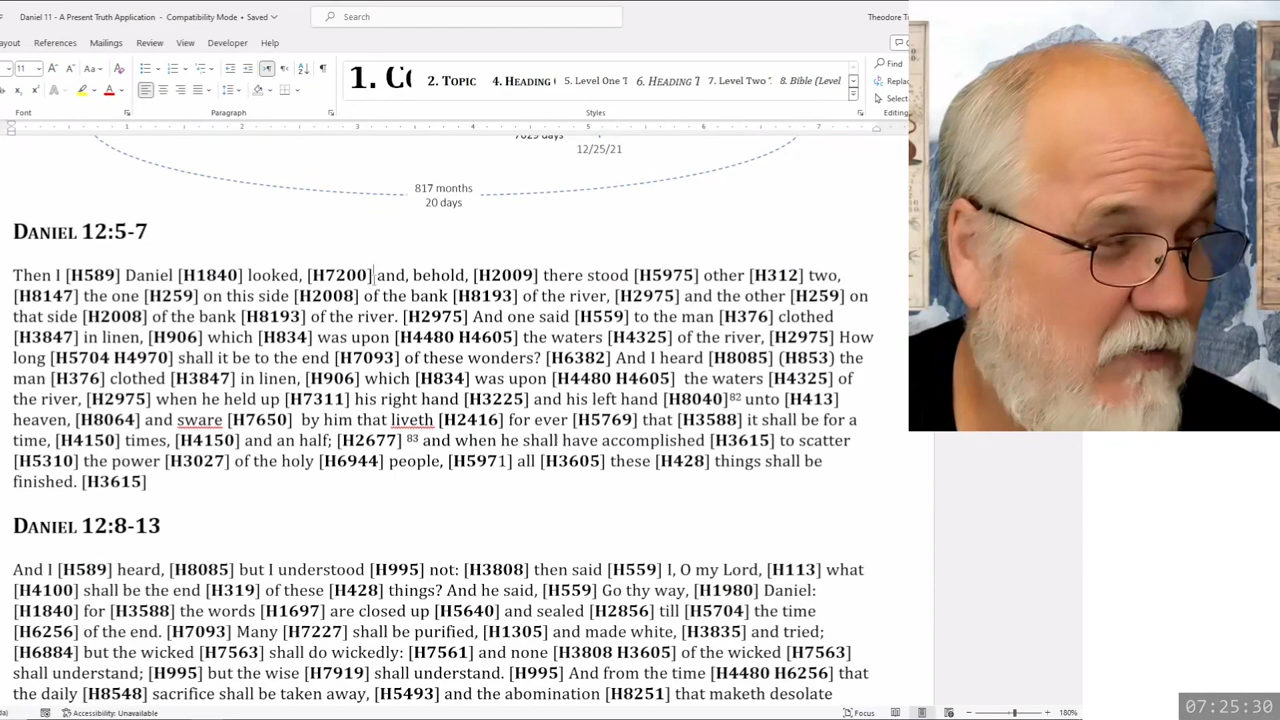 Daniel 11 - A Present Truth Application - Compatibility Mode • Saved
Search
Theodore T
ayout References Mailings Review View Developer Help
11
Aa
Font Paragraph Styles Editing
1. Co
2. Topic 4. Heading 5. Level One 'I 6. Heading 7. Level Two 8. Bible (Level
Find
Replac
Select
7029 days
12/25/21
817 months
20 days
Daniel 12:5-7
Then I [H589] Daniel [H1840] looked, [H7200] and, behold, [H2009] there stood [H5975] other [H312] two,
[H8147] the one [H259] on this side [H2008] of the bank [H8193] of the river, [H2975] and the other [H259] on
that side [H2008] of the bank [H8193] of the river. [H2975] And one said [H559] to the man [H376] clothed
[H3847] in linen, [H906] which [H834] was upon [H4480 H4605] the waters [H4325] of the river, [H2975] How
long [H5704 H4970] shall it be to the end [H7093] of these wonders? [H6382] And I heard [H8085] (H853) the
man [H376] clothed [H3847] in linen, [H906] which [H834] was upon [H4480 H4605] the waters [H4325] of
the river, [H2975] when he held up [H7311] his right hand [H3225] and his left hand [H8040]82 unto [H413]
heaven, [H8064] and sware [H7650] by him that liveth [H2416] for ever [H5769] that [H3588] it shall be for a
time, [H4150] times, [H4150] and an half; [H2677] 83 and when he shall have accomplished [H3615] to scatter
[H5310] the power [H3027] of the holy [H6944] people, [H5971] all [H3605] these [H428] things shall be
finished. [H3615]
Daniel 12:8-13
And I [H589] heard, [H8085] but I understood [H995] not: [H3808] then said [H559] I, O my Lord, [H113] what
[H4100] shall be the end [H319] of these [H428] things? And he said, [H559] Go thy way, [H1980] Daniel:
[H1840] for [H3588] the words [H1697] are closed up [H5640] and sealed [H2856] till [H5704] the time
[H6256] of the end. [H7093] Many [H7227] shall be purified, [H1305] and made white, [H3835] and tried;
[H6884] but the wicked [H7563] shall do wickedly: [H7561] and none [H3808 H3605] of the wicked [H7563]
shall understand; [H995] but the wise [H7919] shall understand. [H995] And from the time [H4480 H6256] that
the daily [H8548] sacrifice shall be taken away, [H5493] and the abomination [H8251] that maketh desolate
Accessibility: Unavailable
Focus
180%
07:25:30